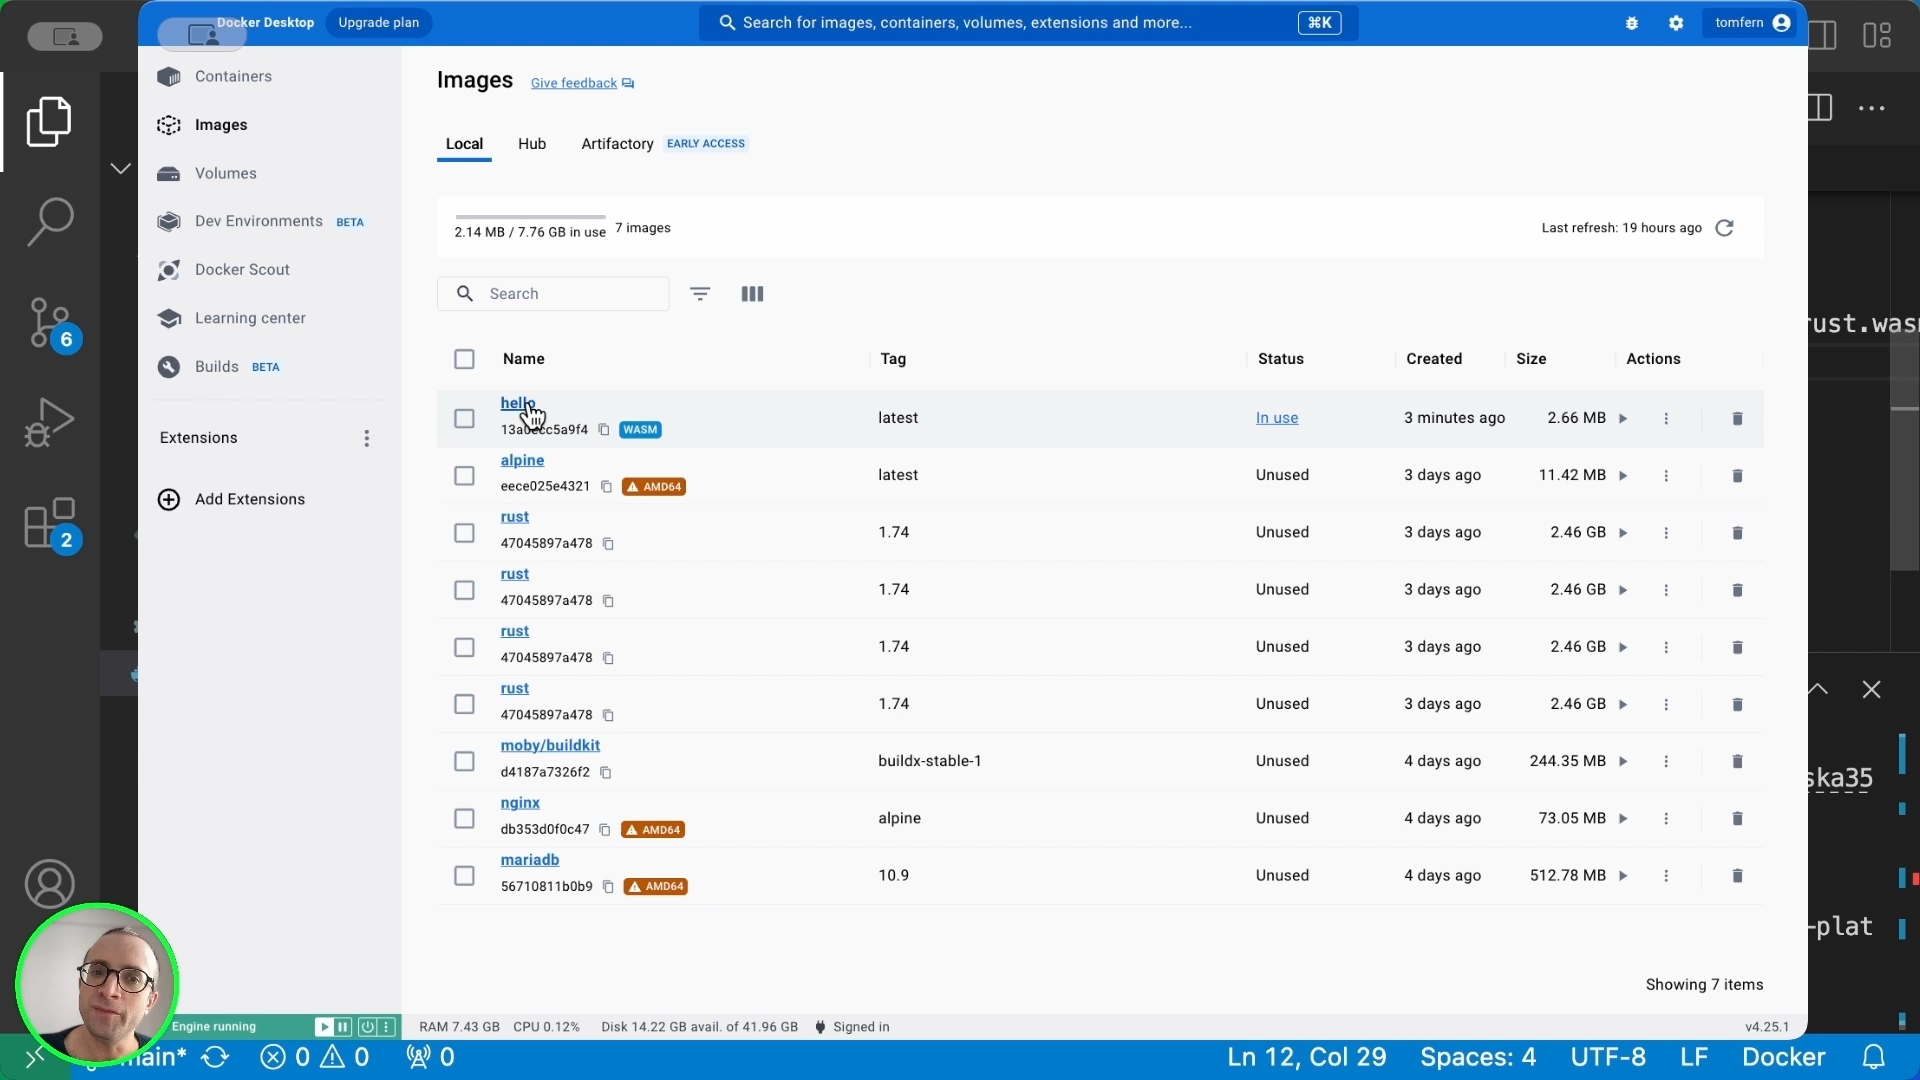 Docker Desktop
Upgrade plan
Search for images, containers, volumes, extensions and more...
⌘K
tomfern
Containers
Images
Volumes
Dev Environments BETA
Docker Scout
Learning center
Builds BETA
Extensions
Add Extensions
Images Give feedback
Local Hub Artifactory EARLY ACCESS
2.14 MB / 7.76 GB in use 7 images
Last refresh: 19 hours ago
Search
Name Tag Status Created Size Actions
hello
latest In use 3 minutes ago 2.66 MB
WASM
alpine
latest Unused 3 days ago 11.42 MB
eece025e4321 AMD64
rust
1.74 Unused 3 days ago 2.46 GB
47045897a478
rust
1.74 Unused 3 days ago 2.46 GB
47045897a478
rust
1.74 Unused 3 days ago 2.46 GB
47045897a478
rust
1.74 Unused 3 days ago 2.46 GB
47045897a478
moby/buildkit
buildx-stable-1 Unused 4 days ago 244.35 MB
d4187a7326f2
nginx
alpine Unused 4 days ago 73.05 MB
db353d0f0c47 AMD64
mariadb
10.9 Unused 4 days ago 512.78 MB
56710811b0b9 AMD64
Showing 7 items
Engine running
RAM 7.43 GB CPU 0.12% Disk 14.22 GB avail. of 41.96 GB Signed in
v4.25.1
6
2
rust.wasm
ska35
-plat
main* 0 0 0
Ln 12, Col 29 Spaces: 4 UTF-8 LF Docker